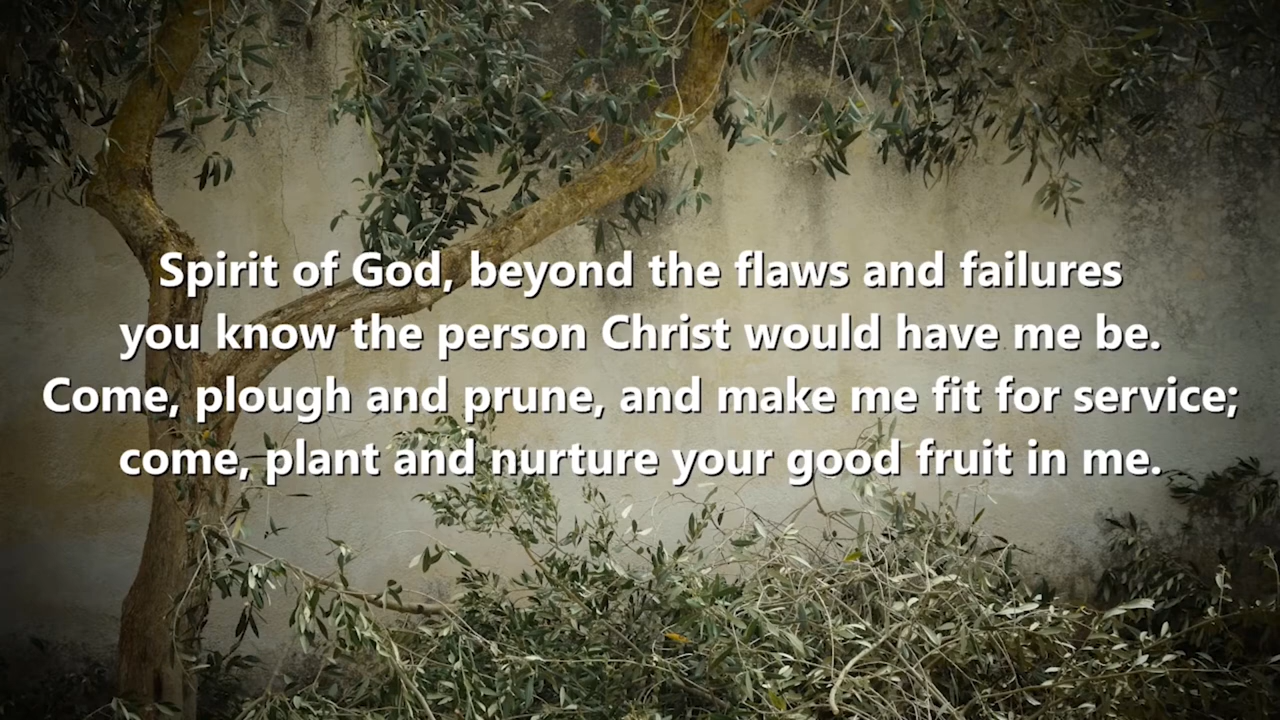 Spirit of God, beyond the flaws and failures
you know the person Christ would have me be.
Come, plough and prune, and make me fit for service;
come, plant and nurture your good fruit in me.